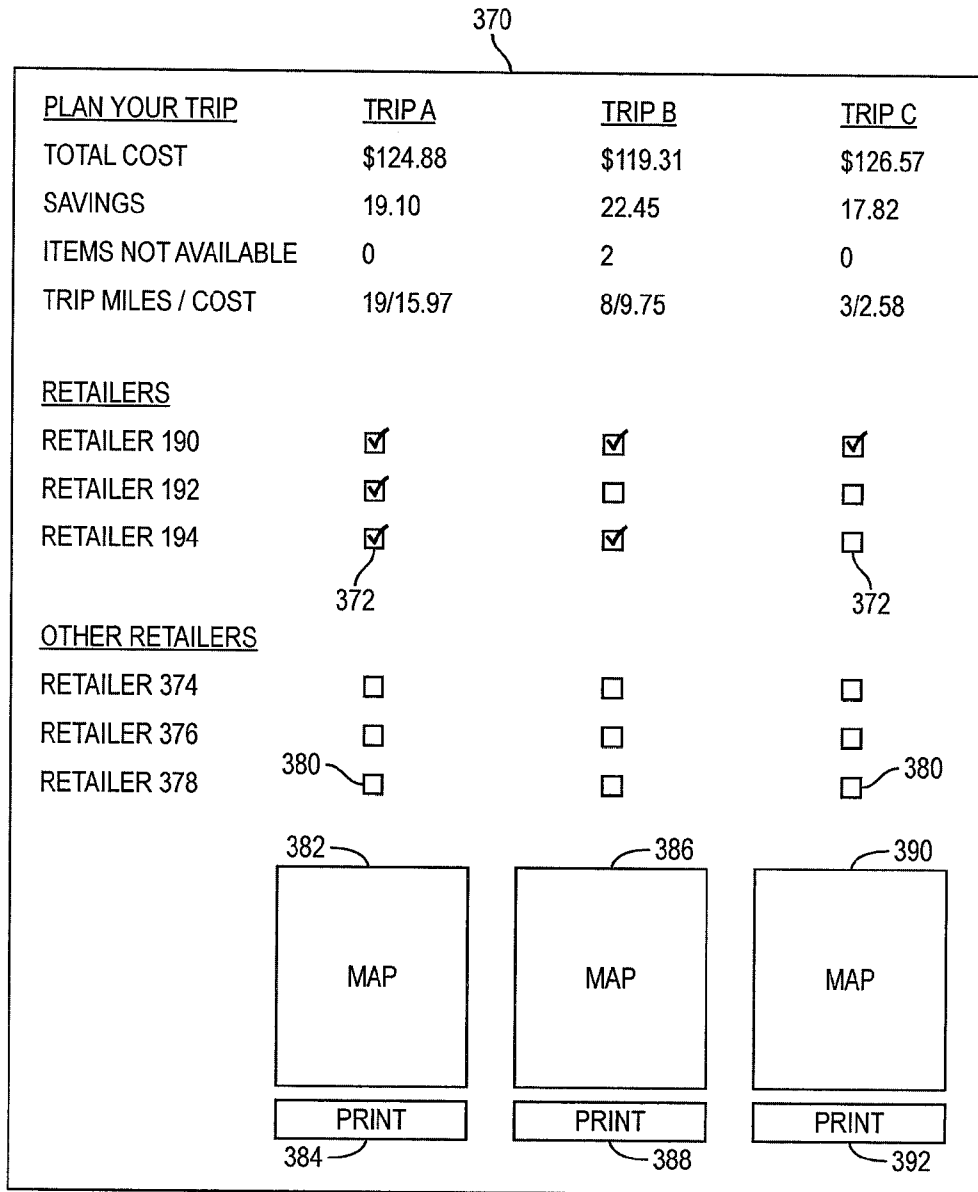 370
PLAN YOUR TRIP TRIP A TRIP B TRIP C
TOTAL COST $124.88 $119.31 $126.57
SAVINGS 19.10 22.45 17.82
ITEMS NOT AVAILABLE 0 2 0
TRIP MILES / COST 19/15.97 8/9.75 3/2.58
RETAILERS
RETAILER 190
RETAILER 192
RETAILER 194
372 372
OTHER RETAILERS
RETAILER 374
RETAILER 376
RETAILER 378
380 380
382 386 390
MAP MAP MAP
PRINT PRINT PRINT
384 388 392